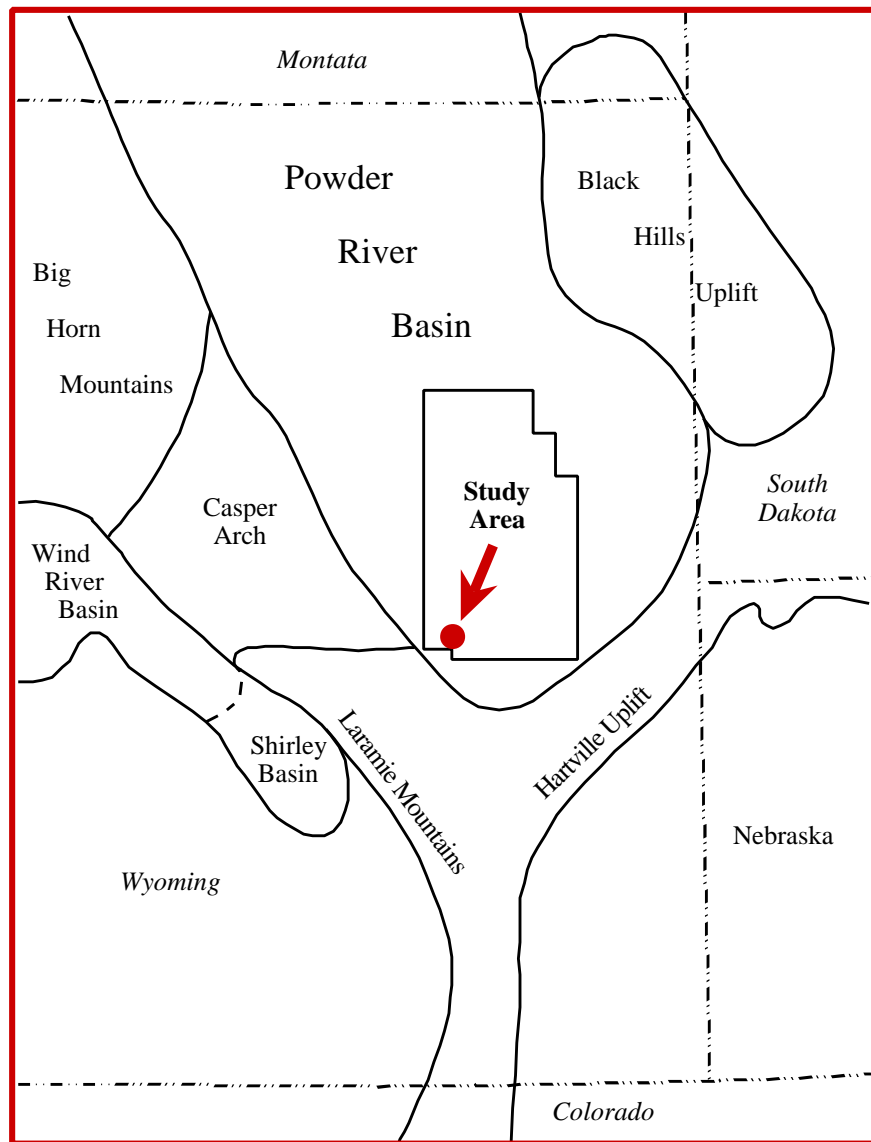 Montata
Powder
River
Basin
Black
Hills
Uplift
Big
Horn
Mountains
Casper
Arch
Study
Area
South
Dakota
Wind
River
Basin
Shirley
Basin
Laramie Mountains
Hartville Uplift
Nebraska
Wyoming
Colorado